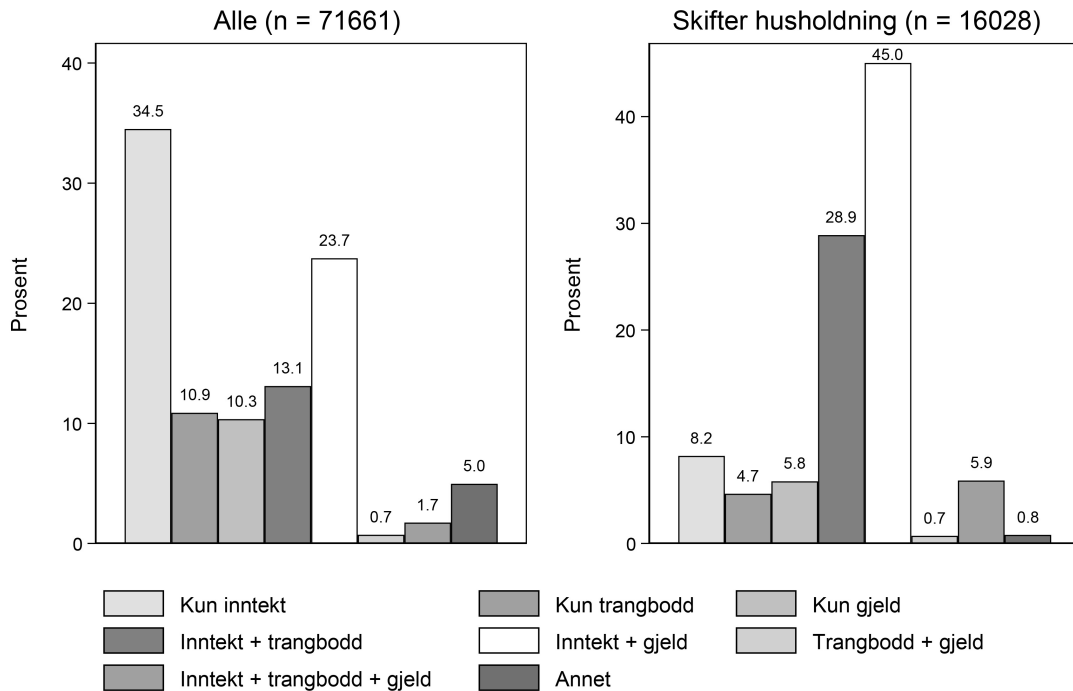 Alle (n = 71661)
Prosent
40
30
20
10
0
34.5
10.9
10.3
13.1
23.7
0.7
1.7
5.0
Skifter husholdning (n = 16028)
Prosent
40
30
20
10
0
8.2
4.7
5.8
28.9
45.0
0.7
5.9
0.8
Kun inntekt
Kun trangbodd
Kun gjeld
Inntekt + trangbodd
Inntekt + gjeld
Trangbodd + gjeld
Inntekt + trangbodd + gjeld
Annet